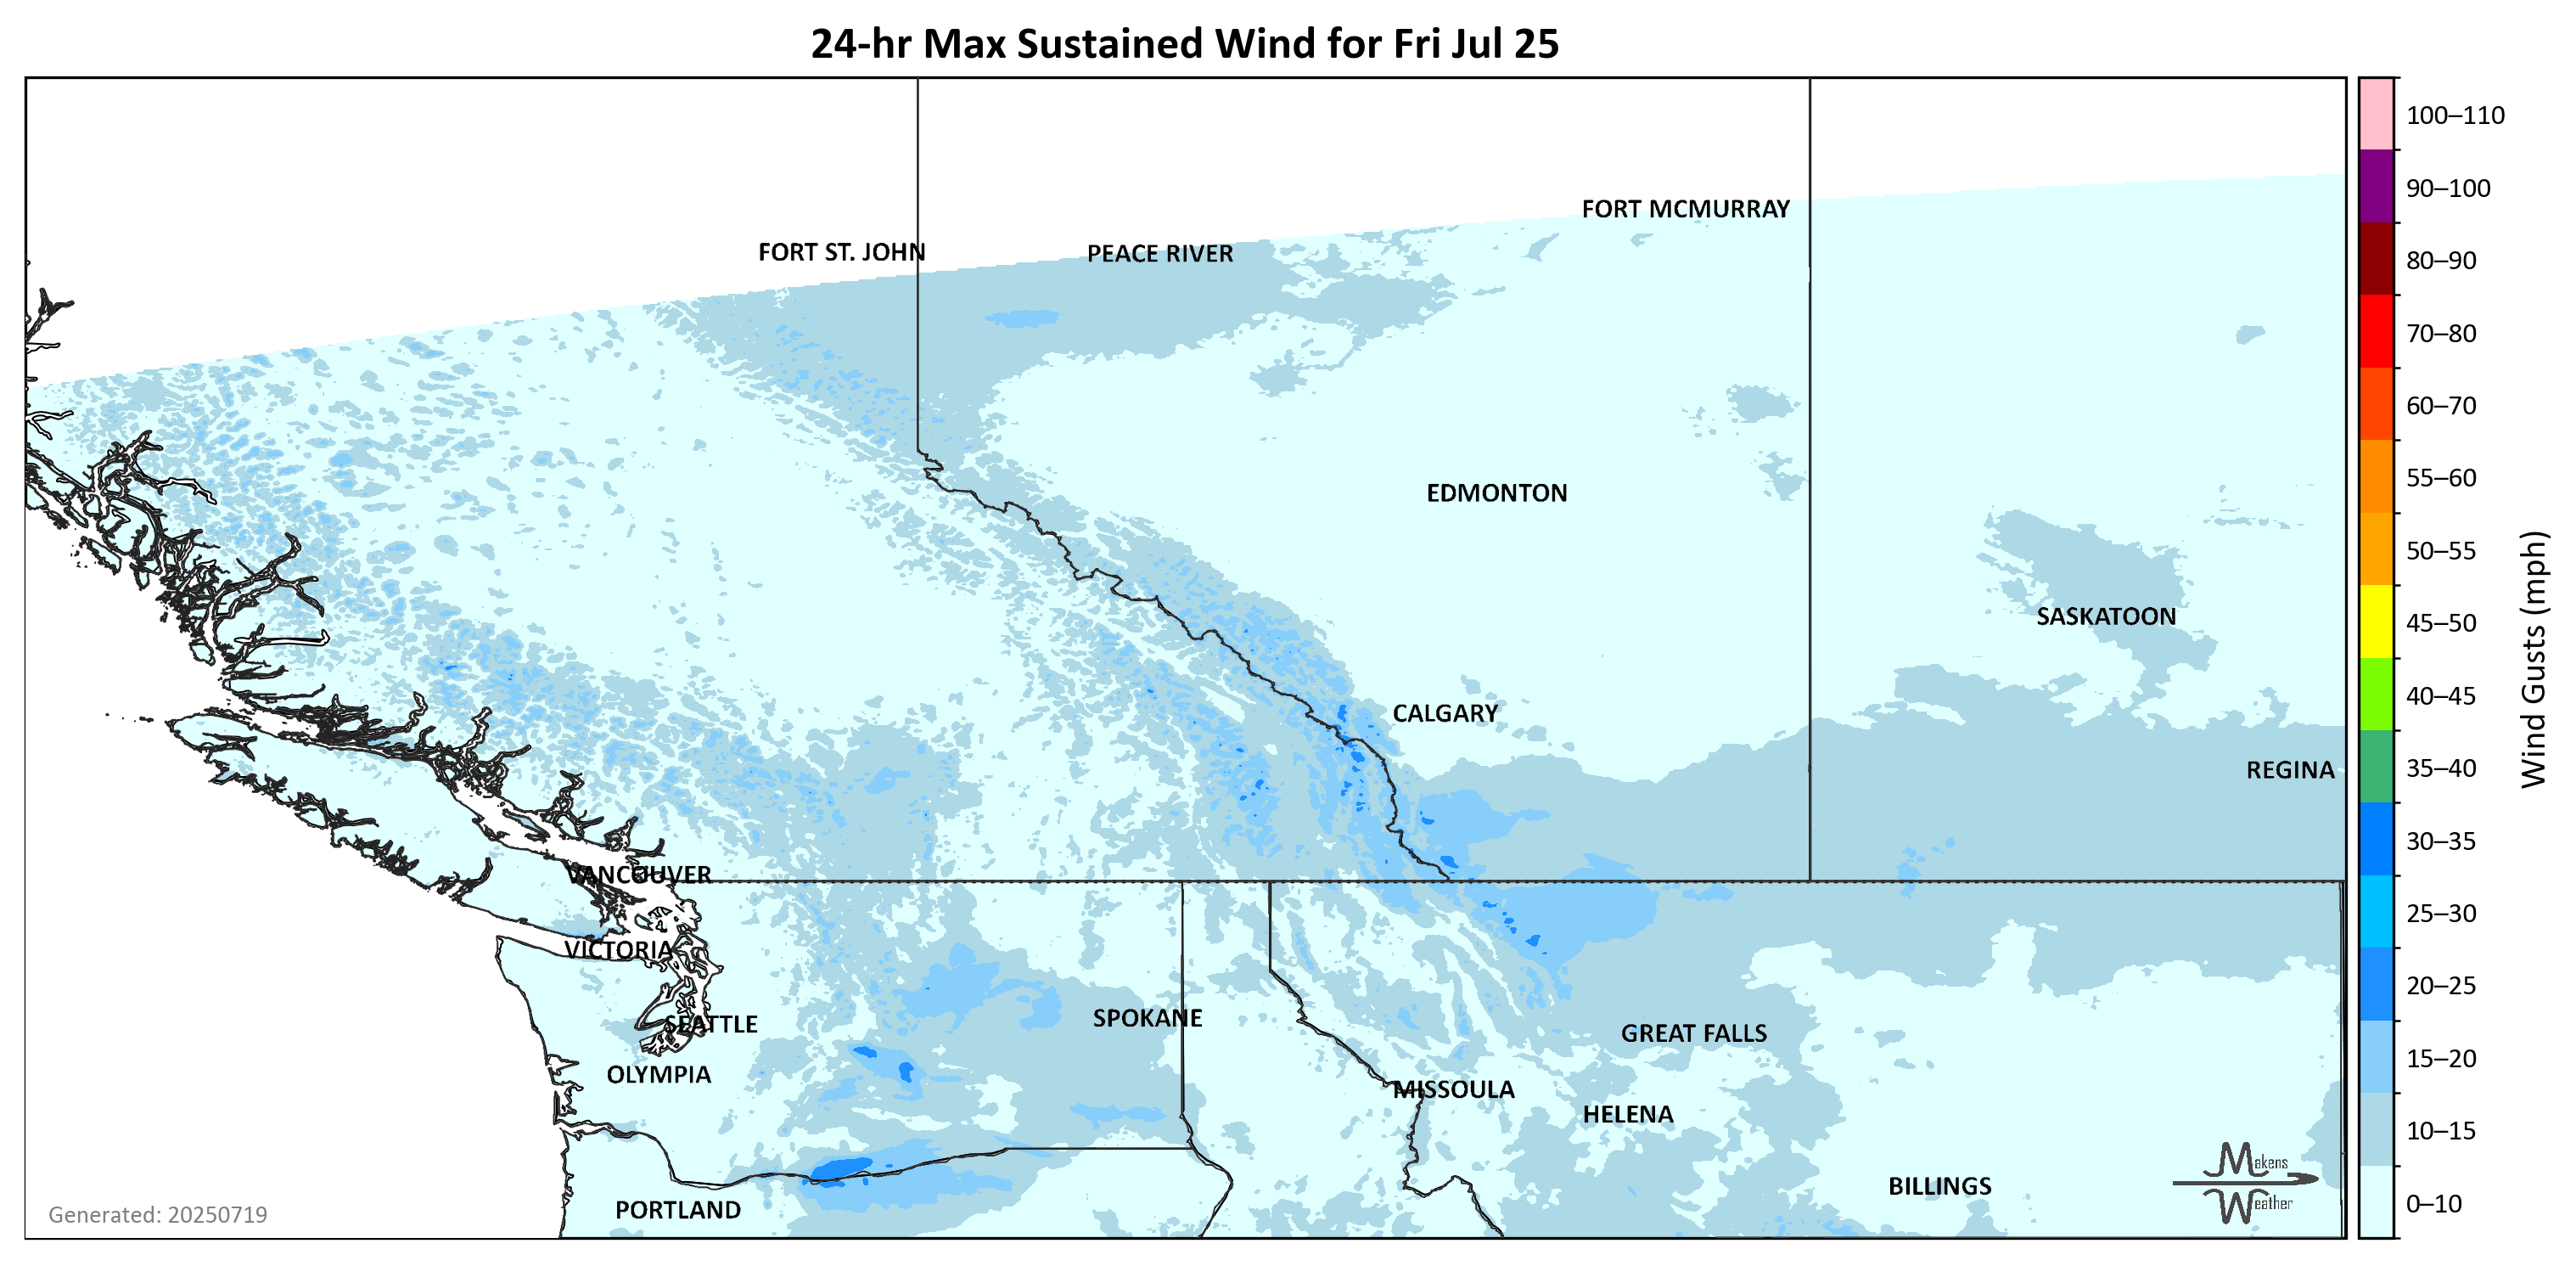 24-hr Max Sustained Wind for Fri Jul 25
100–110
90–100
80–90
70–80
60–70
55–60
50–55
45–50
40–45
35–40
30–35
25–30
20–25
15–20
10–15
0–10
Wind Gusts (mph)
FORT MCMURRAY
FORT ST. JOHN
PEACE RIVER
EDMONTON
SASKATOON
CALGARY
REGINA
VANCOUVER
VICTORIA
SPOKANE
SEATTLE
GREAT FALLS
OLYMPIA
MISSOULA
HELENA
BILLINGS
PORTLAND
Makens
Weather
Generated: 20250719